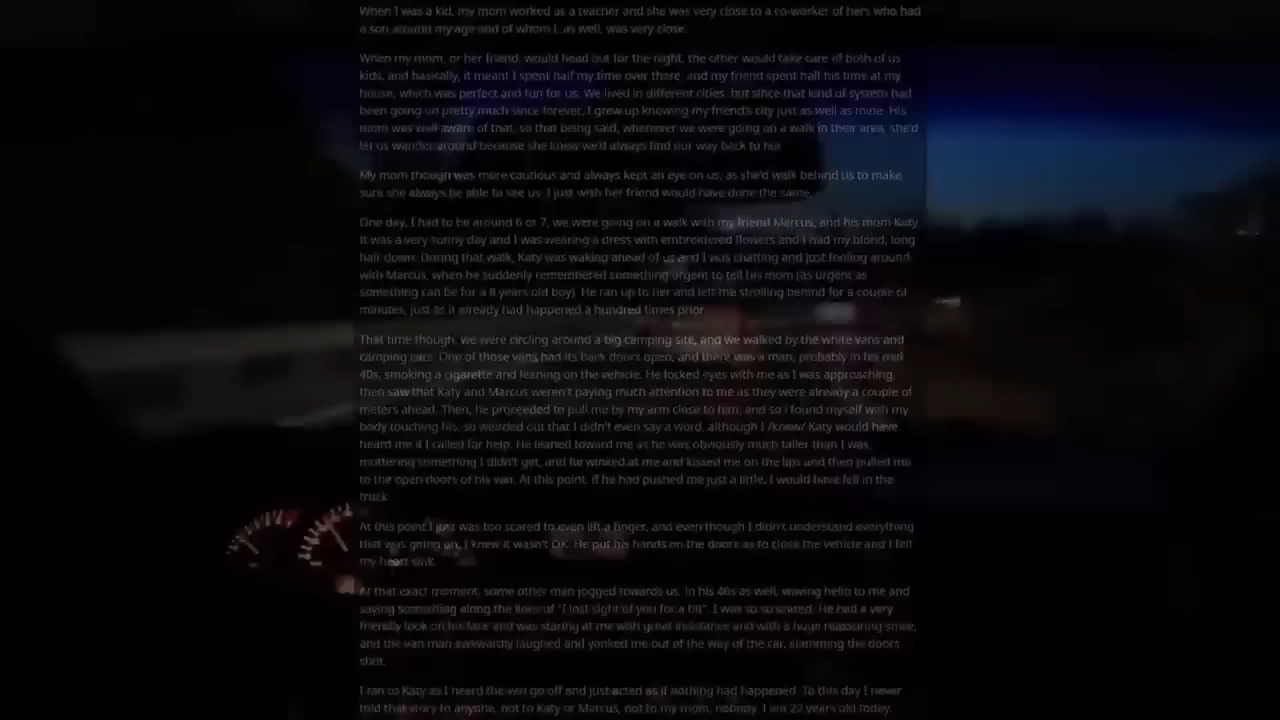 When I was a kid, my mom worked as a teacher and she was very close to a co-worker of hers who had
a son around my age and of whom I, as well, was very close.
When my mom, or her friend, would head out for the night, the other would take care of both of us
kids, and basically, it meant I spent half my time over there, and my friend spent half his time at my
house, which was perfect and fun for us. We lived in different cities, but since that kind of system had
been going on pretty much since forever, I grew up knowing my friend's city just as well as mine. His
mom was well aware of that, so that being said, whenever we were going on a walk in their area, she'd
let us wander around because she knew we'd always find our way back to her.
My mom though was more cautious and always kept an eye on us, as she'd walk behind us to make
sure she always be able to see us. I just wish her friend would have done the same.
One day, I had to be around 6 or 7, we were going on a walk with my friend Marcus, and his mom Katy.
It was a very sunny day and I was wearing a dress with embroidered flowers and I had my blond, long
hair down. During that walk, Katy was waking ahead of us and I was chatting and just fooling around
with Marcus, when he suddenly remembered something urgent to tell his mom (as urgent as
something can be for a 8 years old boy). He ran up to her and left me strolling behind for a couple of
minutes, just as it already had happened a hundred times prior.
That time though, we were circling around a big camping site, and we walked by the white vans and
camping cars. One of those vans had its back doors open, and there was a man, probably in his mid
40s, smoking a cigarette and leaning on the vehicle. He locked eyes with me as I was approaching,
then saw that Katy and Marcus weren't paying much attention to me as they were already a couple of
meters ahead. Then, he proceeded to pull me by my arm close to him, and so i found myself with my
body touching his, so weirded out that I didn't even say a word, although I /knew/ Katy would have
heard me if I called for help. He leaned toward me as he was obviously much taller than I was,
muttering something I didn't get, and he winked at me and kissed me on the lips and then pulled me
to the open doors of his van. At this point, if he had pushed me just a little, I would have fell in the
truck.
At this point I just was too scared to even lift a finger, and even though I didn't understand everything
that was going on, I knew it wasn't OK. He put his hands on the doors as to close the vehicle and I felt
my heart sink.
At that exact moment, some other man jogged towards us. In his 40s as well, waving hello to me and
saying something along the lines of "I lost sight of you for a bit". I was so so scared. He had a very
friendly look on his face and was staring at me with great insistance and with a huge reassuring smile,
and the van man awkwardly laughed and yonked me out of the way of the car, slamming the doors
shut.
I ran to Katy as I heard the van go off and just acted as if nothing had happened. To this day I never
told that story to anyone, not to Katy or Marcus, not to my mom, nobody. I am 22 years old today.